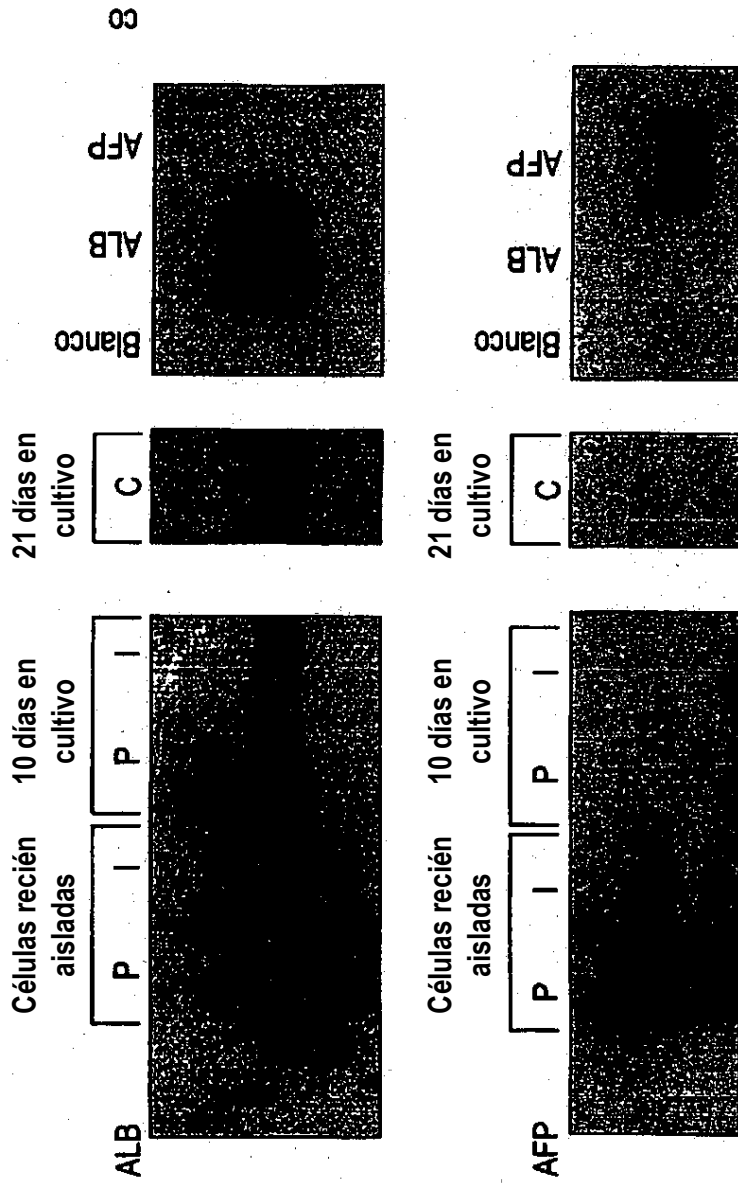 Células recién
aisladas
10 días en
cultivo
21 días en
cultivo
P I P I C
ALB
Blanco ALB AFP
Células recién
aisladas
10 días en
cultivo
21 días en
cultivo
P I P I C
AFP
Blanco ALB AFP